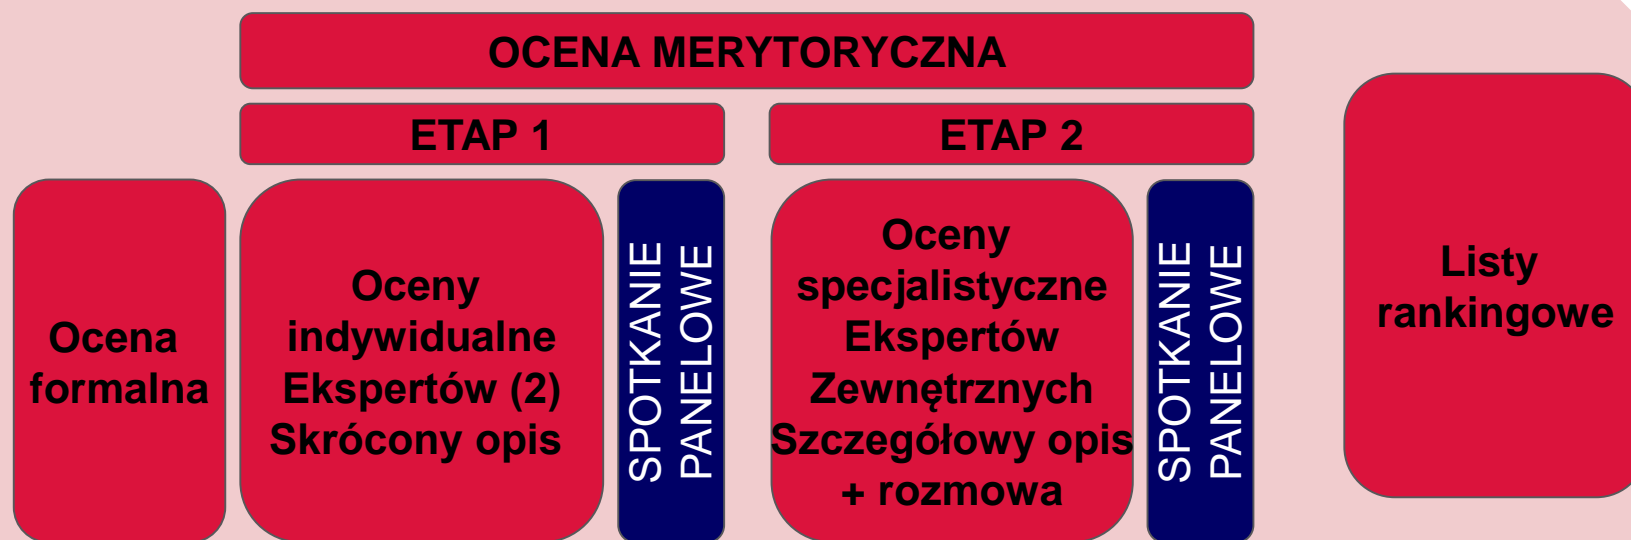 OCENA MERYTORYCZNA
ETAP 1
ETAP 2
Ocena
formalna
Oceny
indywidualne
Ekspertów (2)
Skrócony opis
SPOTKANIE
PANELOWE
Oceny
specjalistyczne
Ekspertów
Zewnętrznych
Szczegółowy opis
+ rozmowa
SPOTKANIE
PANELOWE
Listy
rankingowe